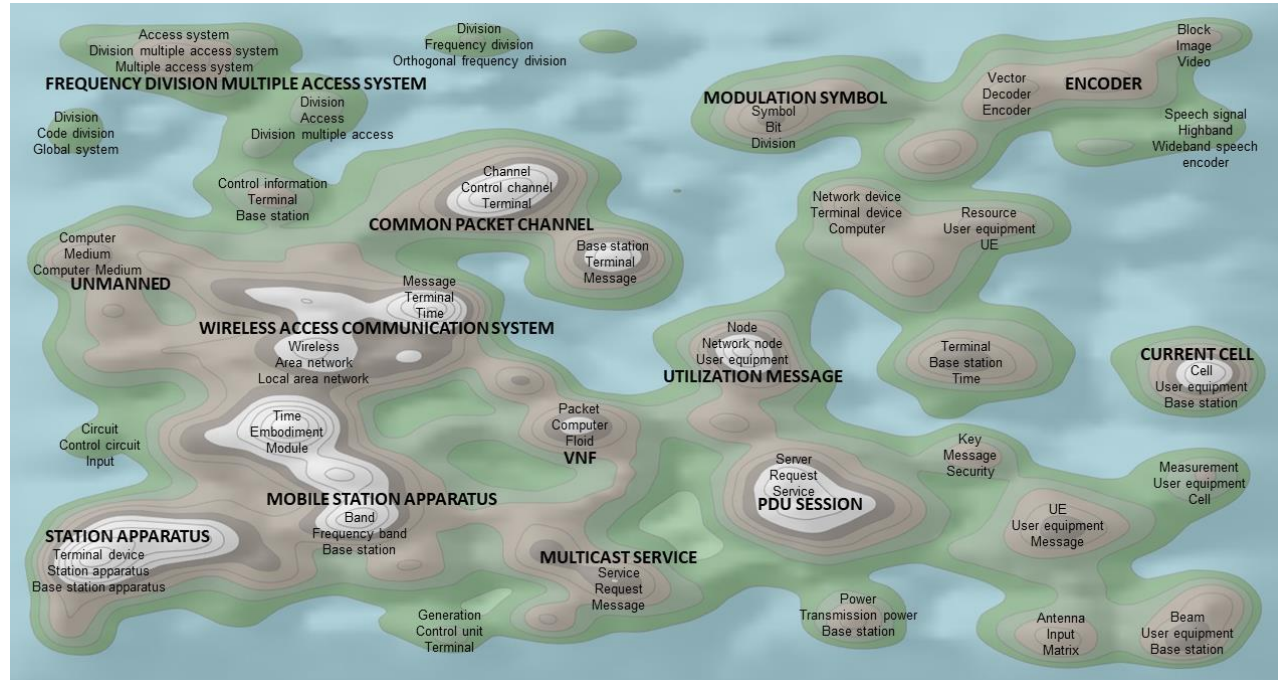 Access system
Division multiple access system
Multiple access system
FREQUENCY DIVISION MULTIPLE ACCESS SYSTEM
Division
Frequency division
Orthogonal frequency division
Block
Image
Video
Vector
Decoder
Encoder
ENCODER
MODULATION SYMBOL
Symbol
Bit
Division
Speech signal
Highband
Wideband speech
encoder
Division
Code division
Global system
Division
Access
Division multiple access
Control information
Terminal
Base station
Channel
Control channel
Terminal
COMMON PACKET CHANNEL
Base station
Terminal
Message
Network device
Terminal device
Computer
Resource
User equipment
UE
Computer
Medium
Computer Medium
UNMANNED
Message
Terminal
Time
WIRELESS ACCESS COMMUNICATION SYSTEM
Wireless
Area network
Local area network
Node
Network node
User equipment
UTILIZATION MESSAGE
Terminal
Base station
Time
CURRENT CELL
Cell
User equipment
Base station
Circuit
Control circuit
Input
Time
Embodiment
Module
Packet
Computer
Floid
VNF
Server
Request
Service
PDU SESSION
Key
Message
Security
Measurement
User equipment
Cell
MOBILE STATION APPARATUS
Band
Frequency band
Base station
STATION APPARATUS
Terminal device
Station apparatus
Base station apparatus
MULTICAST SERVICE
Service
Request
Message
UE
User equipment
Message
Generation
Control unit
Terminal
Power
Transmission power
Base station
Antenna
Input
Matrix
Beam
User equipment
Base station